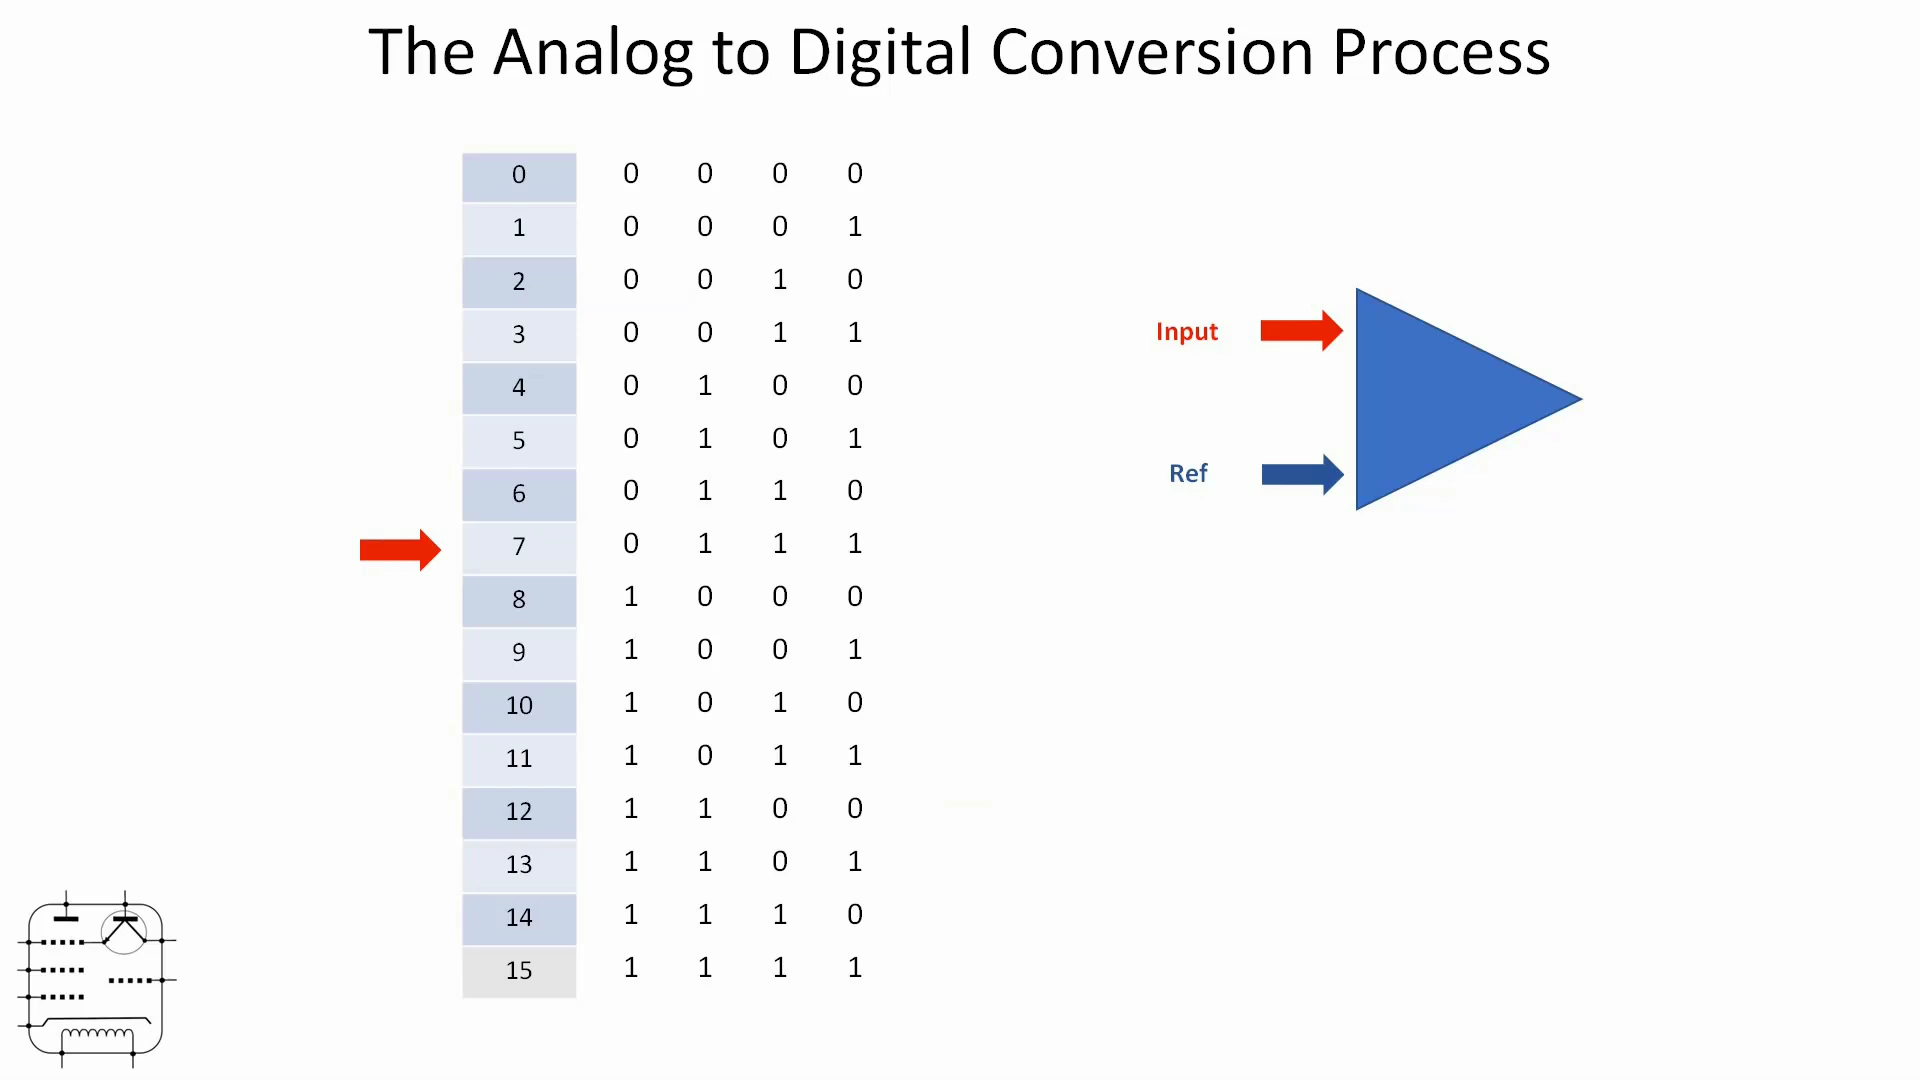 The Analog to Digital Conversion Process
0 0 0 0 0
1 0 0 0 1
2 0 0 1 0
3 0 0 1 1
Input
4 0 1 0 0
5 0 1 0 1
Ref
6 0 1 1 0
7 0 1 1 1
8 1 0 0 0
9 1 0 0 1
10 1 0 1 0
11 1 0 1 1
12 1 1 0 0
13 1 1 0 1
14 1 1 1 0
15 1 1 1 1